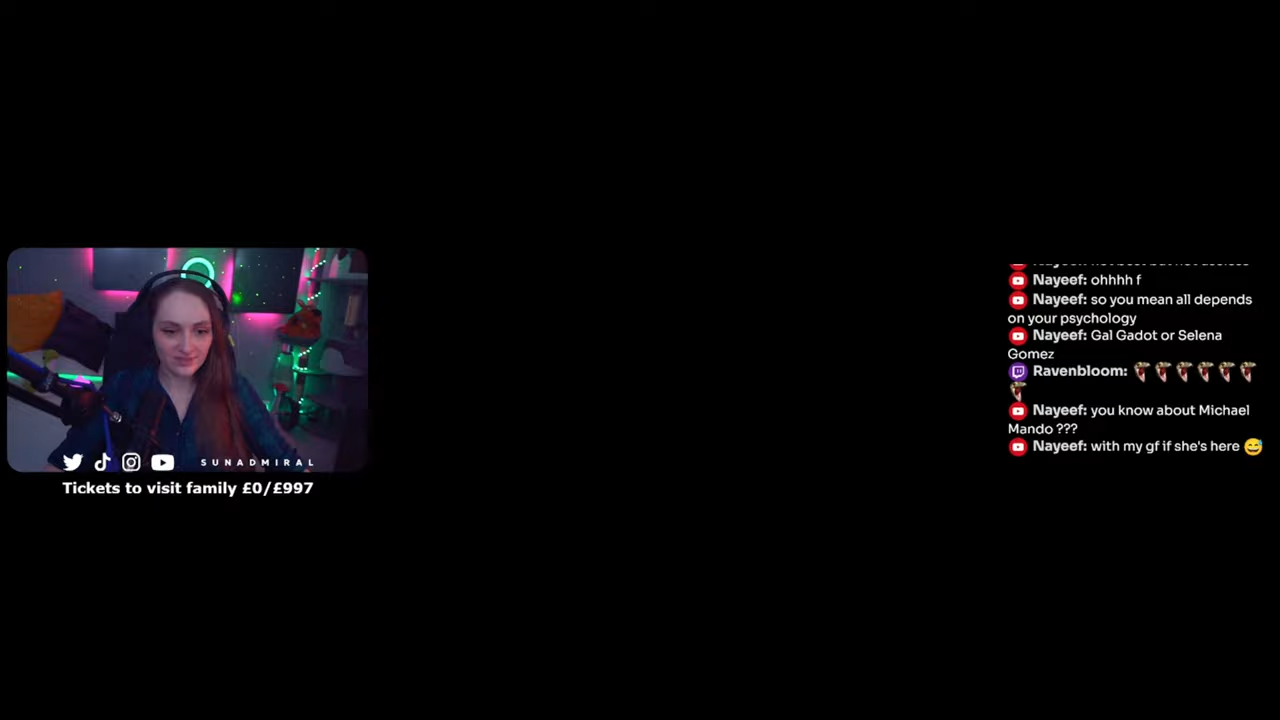 Nayeef: ohhhh f
Nayeef: so you mean all depends
on your psychology
Nayeef: Gal Gadot or Selena
Gomez
Ravenbloom:
Nayeef: you know about Michael
Mando ???
Nayeef: with my gf if she's here 😅
SUNADMIRAL
Tickets to visit family £0/£997